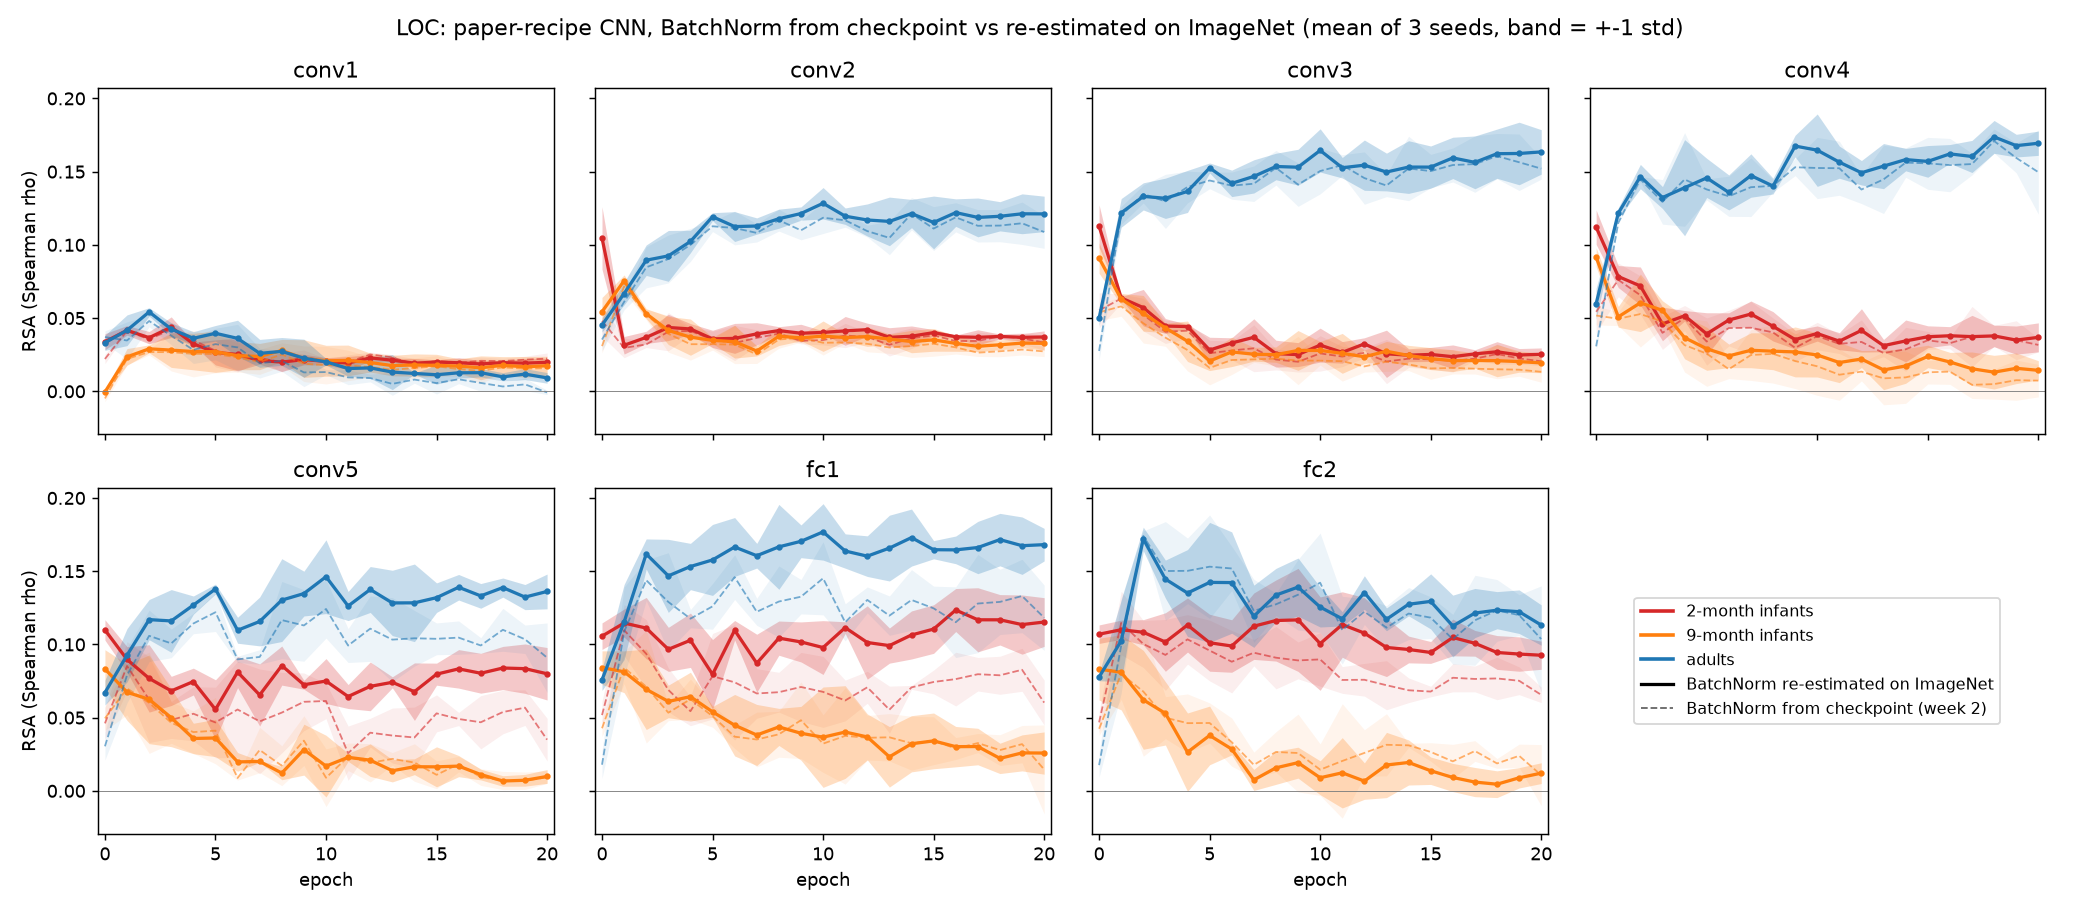 LOC: paper-recipe CNN, BatchNorm from checkpoint vs re-estimated on ImageNet (mean of 3 seeds, band = +-1 std)
conv1
conv2
conv3
conv4
RSA (Spearman rho)
0.20
0.15
0.10
0.05
0.00
conv5
fc1
fc2
RSA (Spearman rho)
0.20
0.15
0.10
0.05
0.00
2-month infants
9-month infants
adults
BatchNorm re-estimated on ImageNet
BatchNorm from checkpoint (week 2)
0 5 10 15 20
0 5 10 15 20
0 5 10 15 20
epoch
epoch
epoch